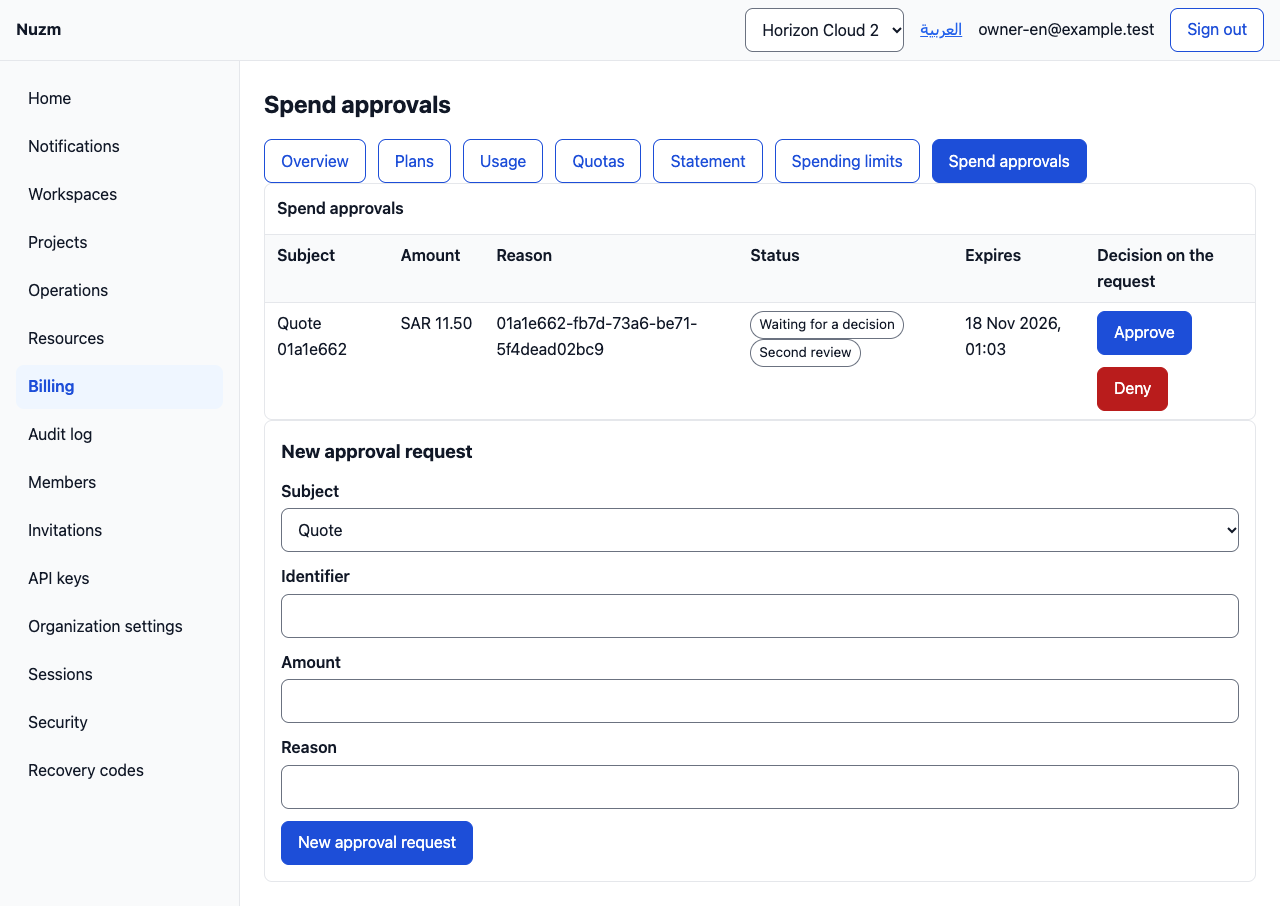 Nuzm
Horizon Cloud 2
العربية
owner-en@example.test
Sign out
Home
Notifications
Workspaces
Projects
Operations
Resources
Billing
Audit log
Members
Invitations
API keys
Organization settings
Sessions
Security
Recovery codes
Spend approvals
Overview
Plans
Usage
Quotas
Statement
Spending limits
Spend approvals
Spend approvals
Subject
Amount
Reason
Status
Expires
Decision on the
request
Quote
01a1e662
SAR 11.50
01a1e662-fb7d-73a6-be71-
5f4dead02bc9
Waiting for a decision
Second review
18 Nov 2026,
01:03
Approve
Deny
New approval request
Subject
Quote
Identifier
Amount
Reason
New approval request